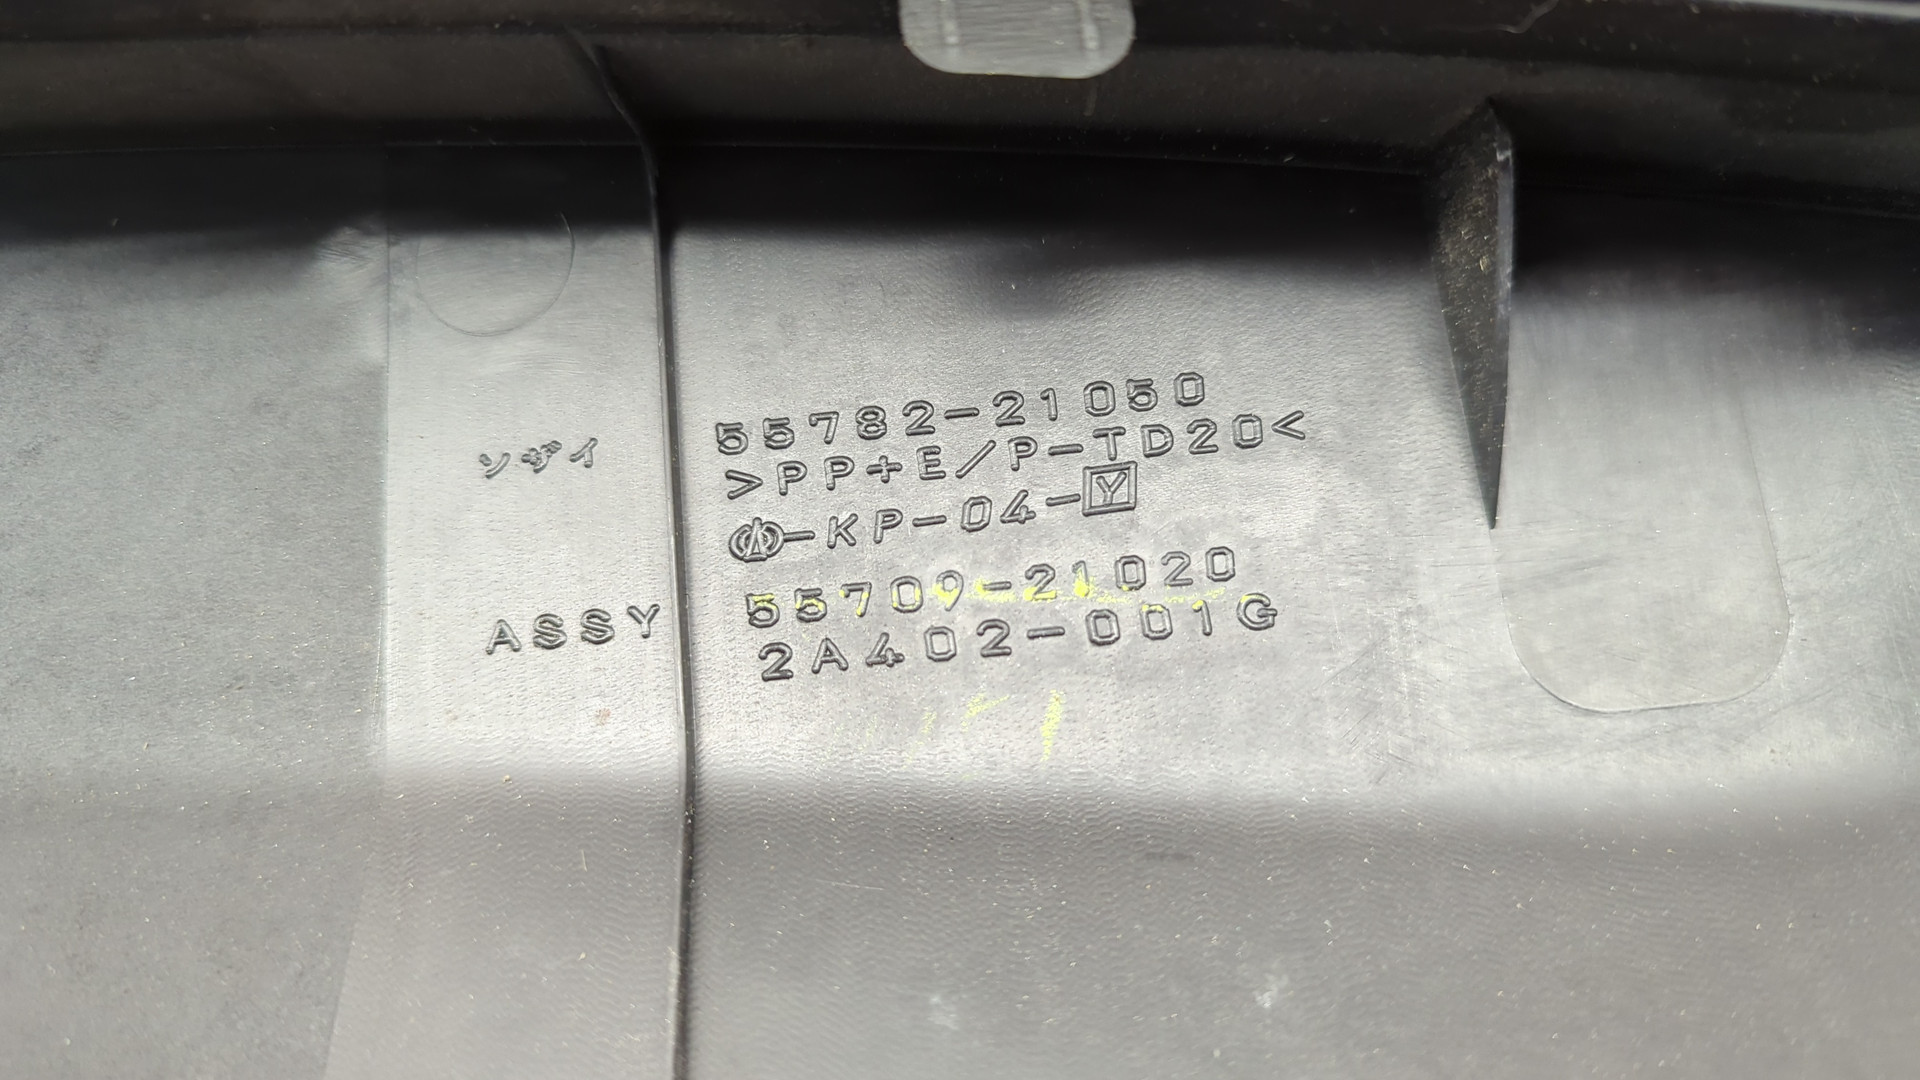 55782-21050
ソザイ >PP+E/P-TD20<
-KP-04-Y
55709-21020
ASSY 2A402-001G